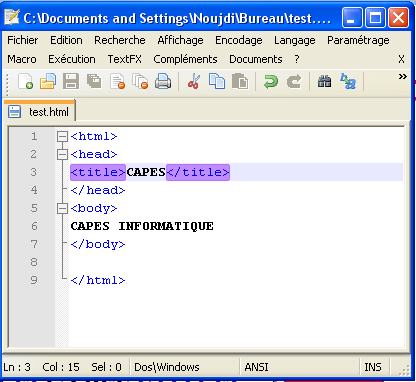 C:\Documents and Settings\Noujdi\Bureau\test....
Fichier Edition Recherche Affichage Encodage Langage Paramétrage
Macro Exécution TextFX Compléments Documents ? X
test.html
1 <html>
2 <head>
3 <title>CAPES</title>
4 </head>
5 <body>
6 CAPES INFORMATIQUE
7 </body>
8
9 </html>
Ln : 3 Col : 15 Sel : 0 Dos\Windows ANSI INS